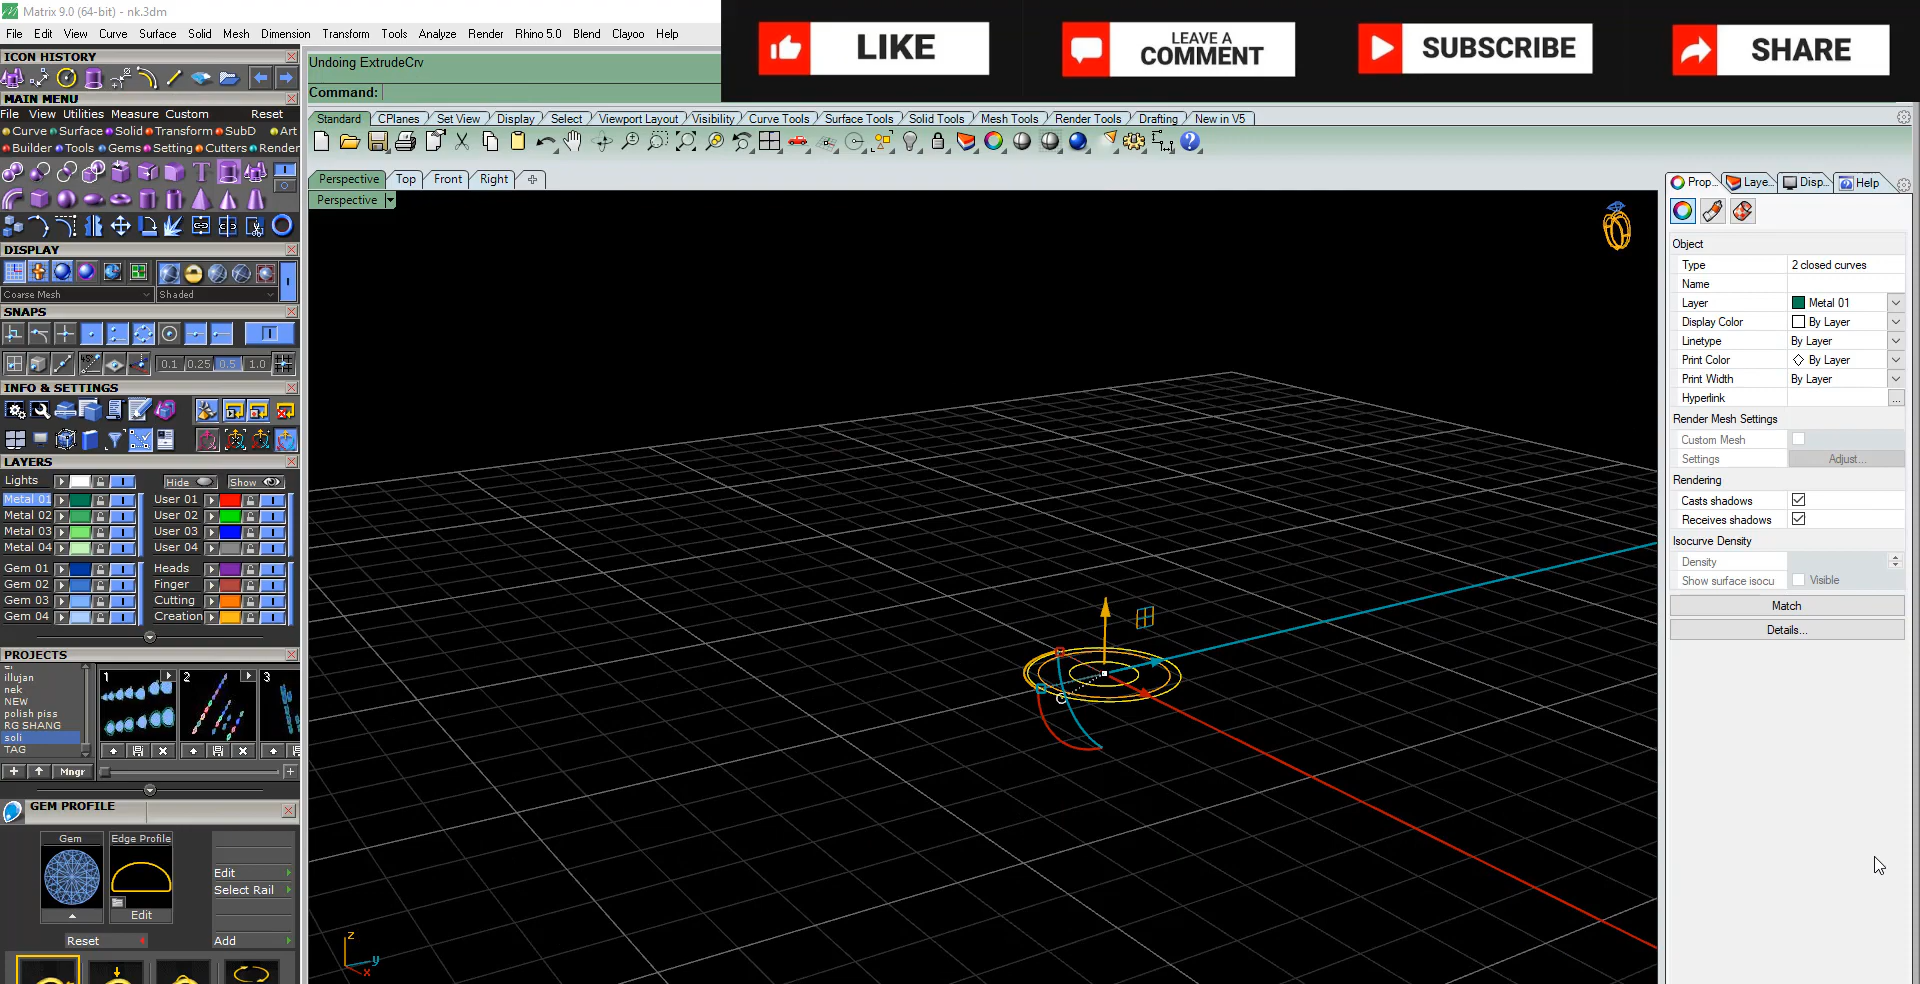 Matrix 9.0 (64-bit) - nk.3dm
File Edit View Curve Surface Solid Mesh Dimension Transform Tools Analyze Render Rhino 5.0 Blend Clayoo Help
LIKE
LEAVE A
COMMENT
SUBSCRIBE
SHARE
ICON HISTORY
Undoing ExtrudeCrv
Command:
MAIN MENU
File View Utilities Measure Custom Reset
Curve Surface Solid Transform SubD Art
Builder Tools Gems Setting Cutters Render
Standard CPlanes Set View Display Select Viewport Layout Visibility Curve Tools Surface Tools Solid Tools Mesh Tools Render Tools Drafting New in V5
Perspective Top Front Right
Perspective
DISPLAY
Coarse Mesh Shaded
SNAPS
0.1 0.25 0.5 1.0
INFO & SETTINGS
LAYERS
Lights Hide Show
Metal 01 User 01
Metal 02 User 02
Metal 03 User 03
Metal 04 User 04
Gem 01 Heads
Gem 02 Finger
Gem 03 Cutting
Gem 04 Creation
PROJECTS
illujan
nek
NEW
polish piss
RG SHANG
soli
TAG
1 2 3
Mngr
GEM PROFILE
Gem Edge Profile
Edit
Select Rail
Edit
Reset Add
z
y
x
Prop... Laye... Disp... Help
Object
Type 2 closed curves
Name
Layer Metal 01
Display Color By Layer
Linetype By Layer
Print Color By Layer
Print Width By Layer
Hyperlink ...
Render Mesh Settings
Custom Mesh
Settings Adjust...
Rendering
Casts shadows
Receives shadows
Isocurve Density
Density
Show surface isocu Visible
Match
Details...